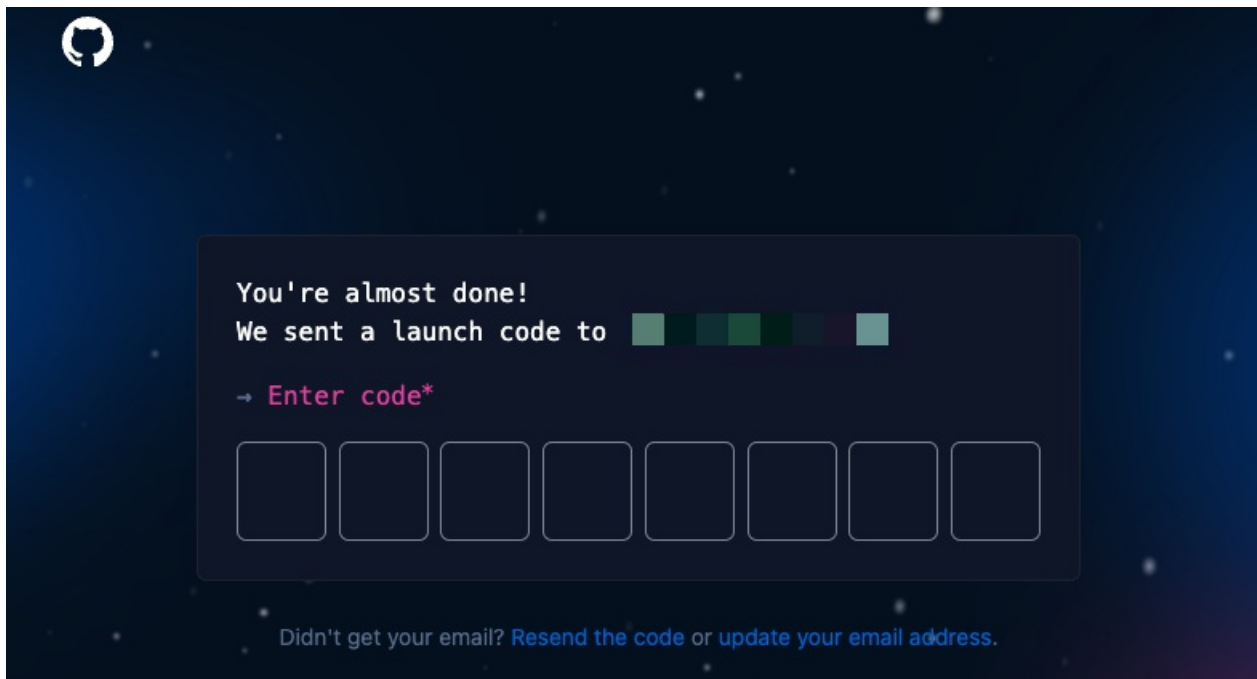 You're almost done!
We sent a launch code to
→ Enter code*
Didn't get your email? Resend the code or update your email address.